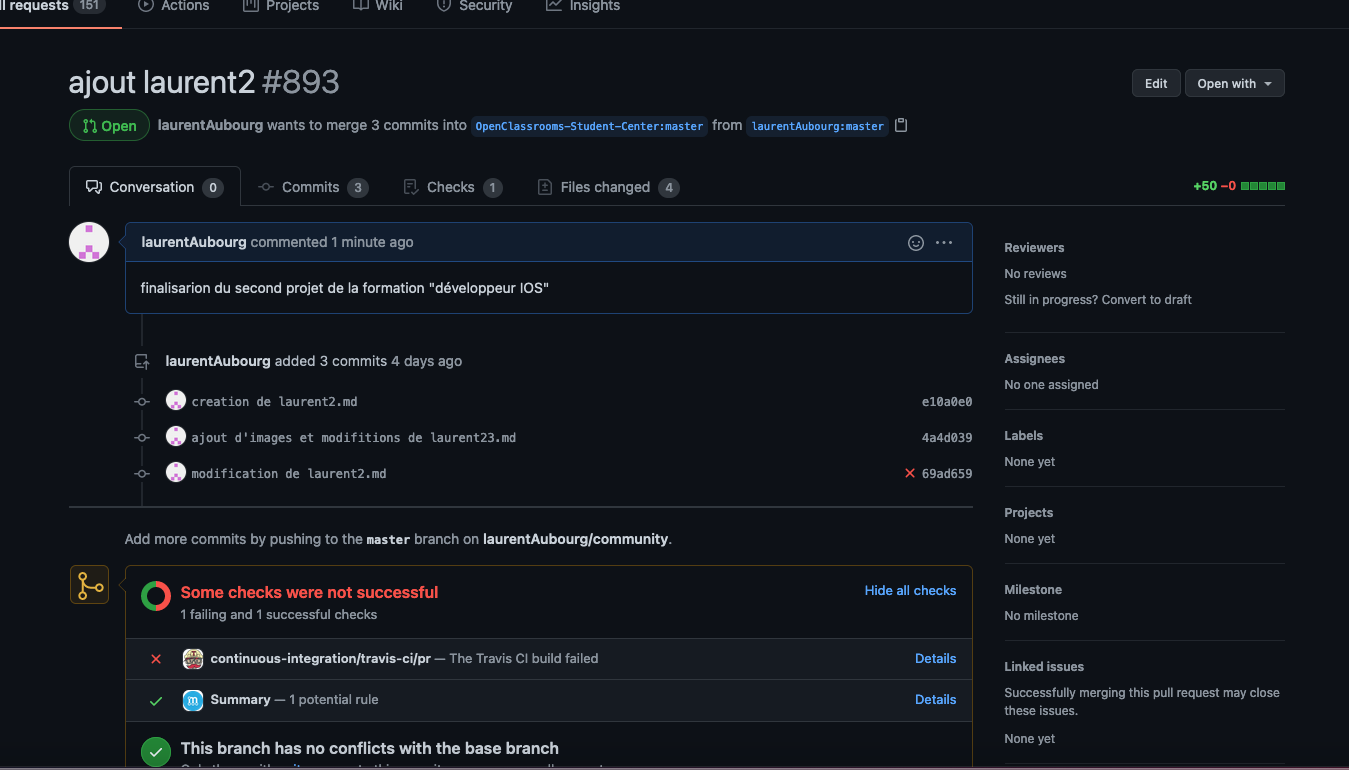 ll requests 151 Actions Projects Wiki Security Insights
ajout laurent2 #893
Edit Open with
Open laurentAubourg wants to merge 3 commits into OpenClassrooms-Student-Center:master from laurentAubourg:master
Conversation 0 Commits 3 Checks 1 Files changed 4
+50 −0
laurentAubourg commented 1 minute ago
finalisarion du second projet de la formation "développeur IOS"
laurentAubourg added 3 commits 4 days ago
creation de laurent2.md e10a0e0
ajout d'images et modifitions de laurent23.md 4a4d039
modification de laurent2.md 69ad659
Add more commits by pushing to the master branch on laurentAubourg/community.
Some checks were not successful
Hide all checks
1 failing and 1 successful checks
continuous-integration/travis-ci/pr — The Travis CI build failed Details
Summary — 1 potential rule Details
This branch has no conflicts with the base branch
Reviewers
No reviews
Still in progress? Convert to draft
Assignees
No one assigned
Labels
None yet
Projects
None yet
Milestone
No milestone
Linked issues
Successfully merging this pull request may close
these issues.
None yet